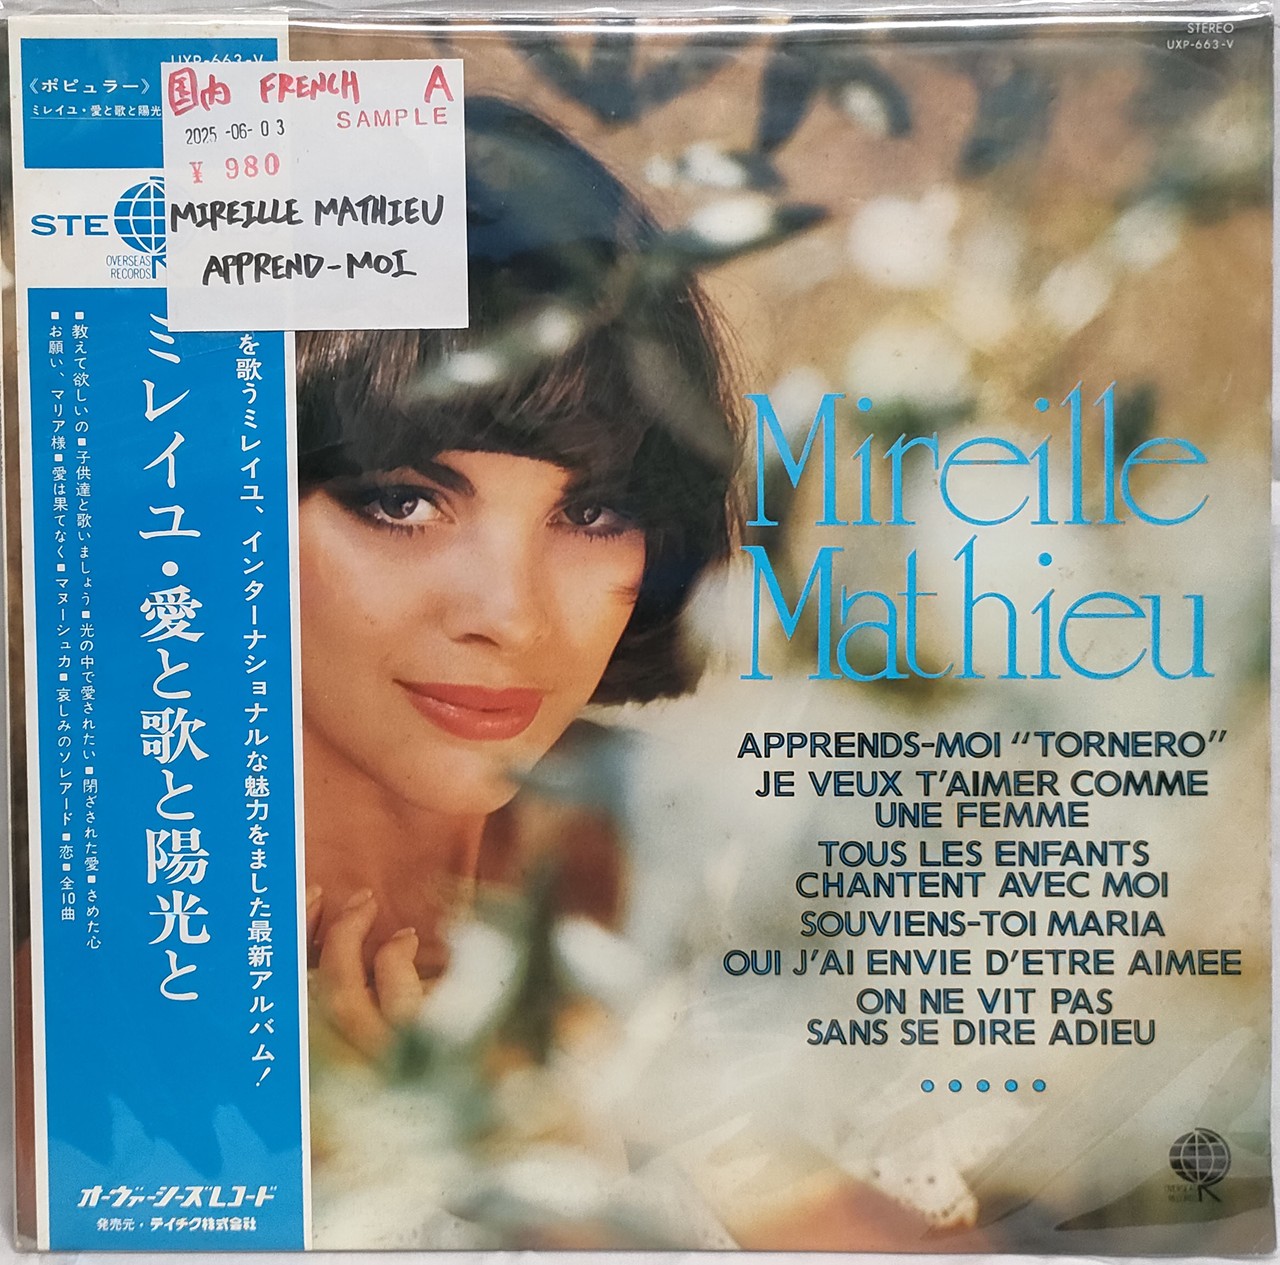 STEREO
UXP-663-V
UXP-663-V
《ポピュラー》
ミレイユ・愛と歌と陽光
国内 FRENCH A
2025-06-03 SAMPLE
¥ 980
MIREILLE MATHIEU
APPREND-MOI
STE
OVERSEAS
RECORDS
を歌うミレイユ、インターナショナルな魅力をました最新アルバム!
ミレイユ・愛と歌と陽光と
■教えて欲しいの■子供達と歌いましょう■光の中で愛されたい■閉ざされた愛■さめた心
■お願い、マリア様■愛は果てなく■マヌーシュカ■哀しみのソレアード■恋■全10曲
オーヴァーシーズレコード
発売元・テイチク株式会社
Mireille
Mathieu
APPRENDS-MOI “TORNERO”
JE VEUX T'AIMER COMME
UNE FEMME
TOUS LES ENFANTS
CHANTENT AVEC MOI
SOUVIENS-TOI MARIA
OUI J'AI ENVIE D'ETRE AIMEE
ON NE VIT PAS
SANS SE DIRE ADIEU
●●●●●
OVERSEAS
RECORDS